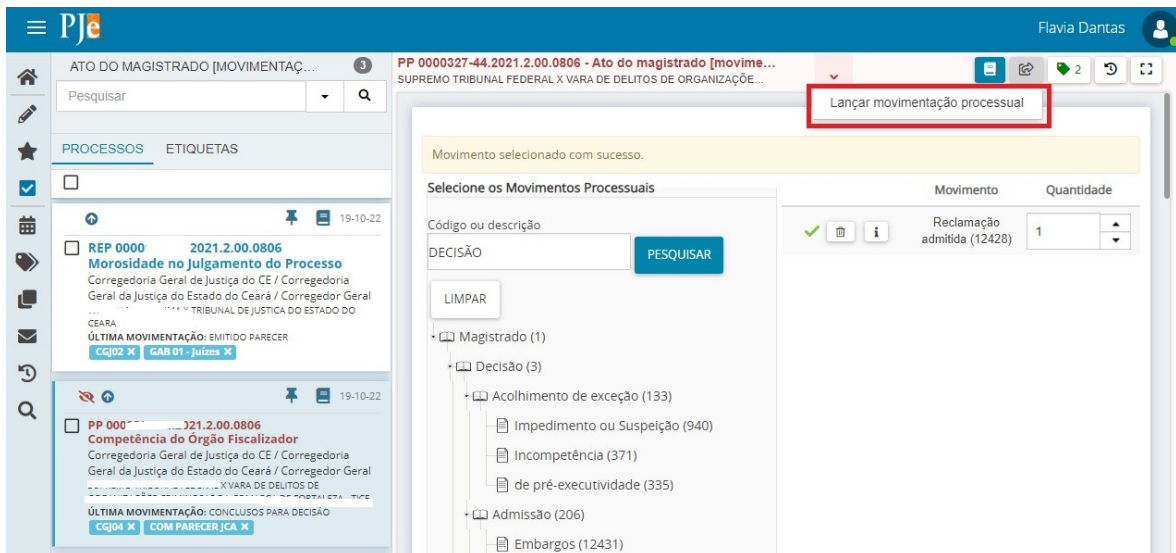 PJe
Flavia Dantas
ATO DO MAGISTRADO [MOVIMENTAÇ...
3
Pesquisar
PROCESSOS
ETIQUETAS
19-10-22
REP 0000
2021.2.00.0806
Morosidade no Julgamento do Processo
Corregedoria Geral de Justiça do CE / Corregedoria
Geral da Justiça do Estado do Ceará / Corregedor Geral
X TRIBUNAL DE JUSTICA DO ESTADO DO
CEARA
ÚLTIMA MOVIMENTAÇÃO: EMITIDO PARECER
CGJ02 X
GAB 01 - Juízes X
19-10-22
PP 000
021.2.00.0806
Competência do Órgão Fiscalizador
Corregedoria Geral de Justiça do CE / Corregedoria
Geral da Justiça do Estado do Ceará / Corregedor Geral
X VARA DE DELITOS DE
ÚLTIMA MOVIMENTAÇÃO: CONCLUSOS PARA DECISÃO
CGJ04 X
COM PARECER JCA X
PP 0000327-44.2021.2.00.0806 - Ato do magistrado [movime...
SUPREMO TRIBUNAL FEDERAL X VARA DE DELITOS DE ORGANIZAÇÕE...
2
Lançar movimentação processual
Movimento selecionado com sucesso.
Selecione os Movimentos Processuais
Código ou descrição
DECISÃO
PESQUISAR
LIMPAR
Magistrado (1)
Decisão (3)
Acolhimento de exceção (133)
Impedimento ou Suspeição (940)
Incompetência (371)
de pré-executividade (335)
Admissão (206)
Embargos (12431)
Movimento
Quantidade
Reclamação
admitida (12428)
1